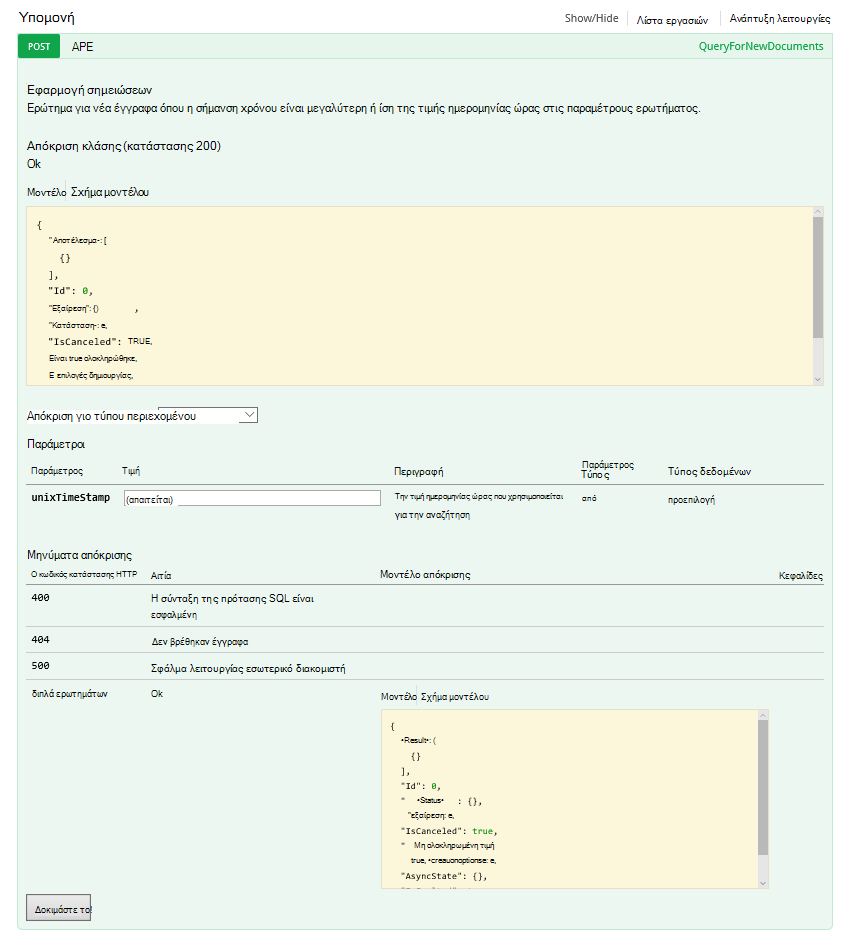 Υπομονή
Show/Hide Λίστα εργασιών Ανάπτυξη λειτουργίες
POST APE QueryForNewDocuments
Εφαρμογή σημειώσεων
Ερώτημα για νέα έγγραφα όπου η σήμανση χρόνου είναι μεγαλύτερη ή ίση της τιμής ημερομηνίας ώρας στις παραμέτρους ερωτήματος.
Απόκριση κλάσης (κατάστασης 200)
Ok
Μοντέλο Σχήμα μοντέλου
{
"Αποτέλεσμα-: [
{}
],
"Id": 0,
"Εξαίρεση": {} ,
"Κατάσταση-: e,
"IsCanceled": TRUE,
Είναι true ολοκληρώθηκε,
Ε επιλογές δημιουργίας,
Απόκριση γιο τύπου περιεχομένου
Παράμετροι
Παράμετρος Τιμή Περιγραφή Παράμετρος Τύπος Τύπος δεδομένων
unixTimeStamp (απαιτείται) Την τιμή ημερομηνίας ώρας που χρησιμοποιείται από προεπιλογή
για την αναζήτηση
Μηνύματα απόκρισης
Ο κωδικός κατάστασης HTTP Αιτία Μοντέλο απόκρισης Κεφαλίδες
400 Η σύνταξη της πρότασης SQL είναι
εσφαλμένη
404 Δεν βρέθηκαν έγγραφα
500 Σφάλμα λειτουργίας εσωτερικό διακομιστή
διπλά ερωτημάτων Ok Μοντέλο Σχήμα μοντέλου
{
•Result•: (
{}
],
"Id": 0,
" •Status• : {},
"εξαίρεση: e,
"IsCanceled": true,
" Μη ολοκληρωμένη τιμή
true, •creauonoptionse: e,
"AsyncState": {},
Δοκιμάστε το!